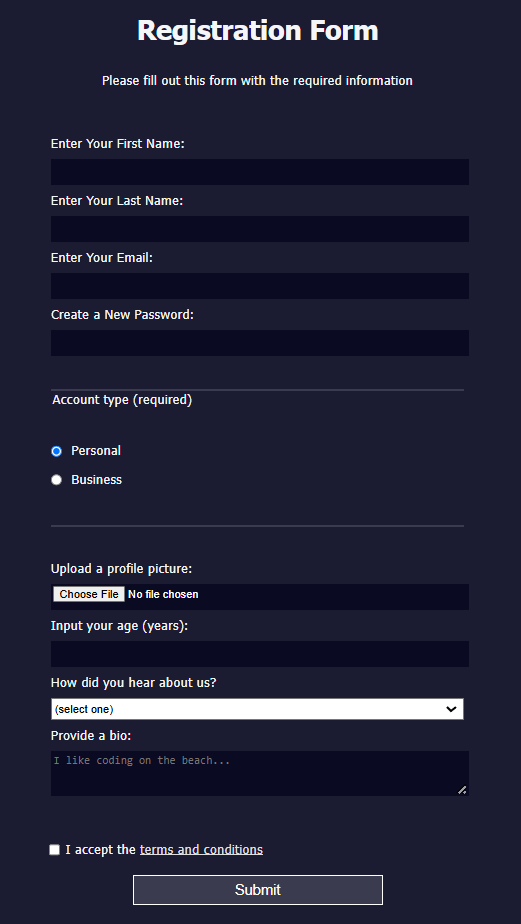 Registration Form
Please fill out this form with the required information
Enter Your First Name:
Enter Your Last Name:
Enter Your Email:
Create a New Password:
Account type (required)
Personal
Business
Upload a profile picture:
Choose File No file chosen
Input your age (years):
How did you hear about us?
(select one)
Provide a bio:
I like coding on the beach...
I accept the terms and conditions
Submit